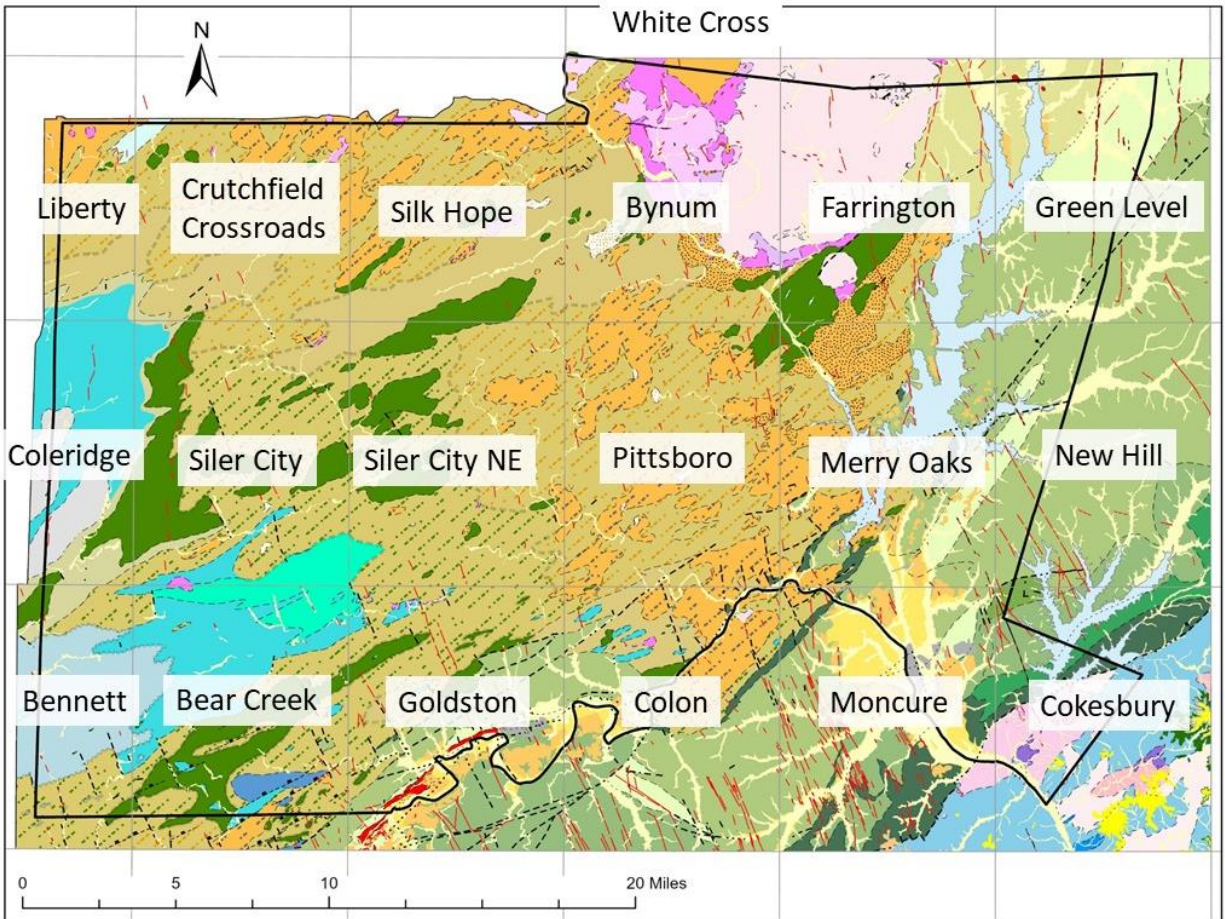 White Cross
N
Liberty
Crutchfield
Crossroads
Silk Hope
Bynum
Farrington
Green Level
Coleridge
Siler City
Siler City NE
Pittsboro
Merry Oaks
New Hill
Bennett
Bear Creek
Goldston
Colon
Moncure
Cokesbury
0 5 10 20 Miles